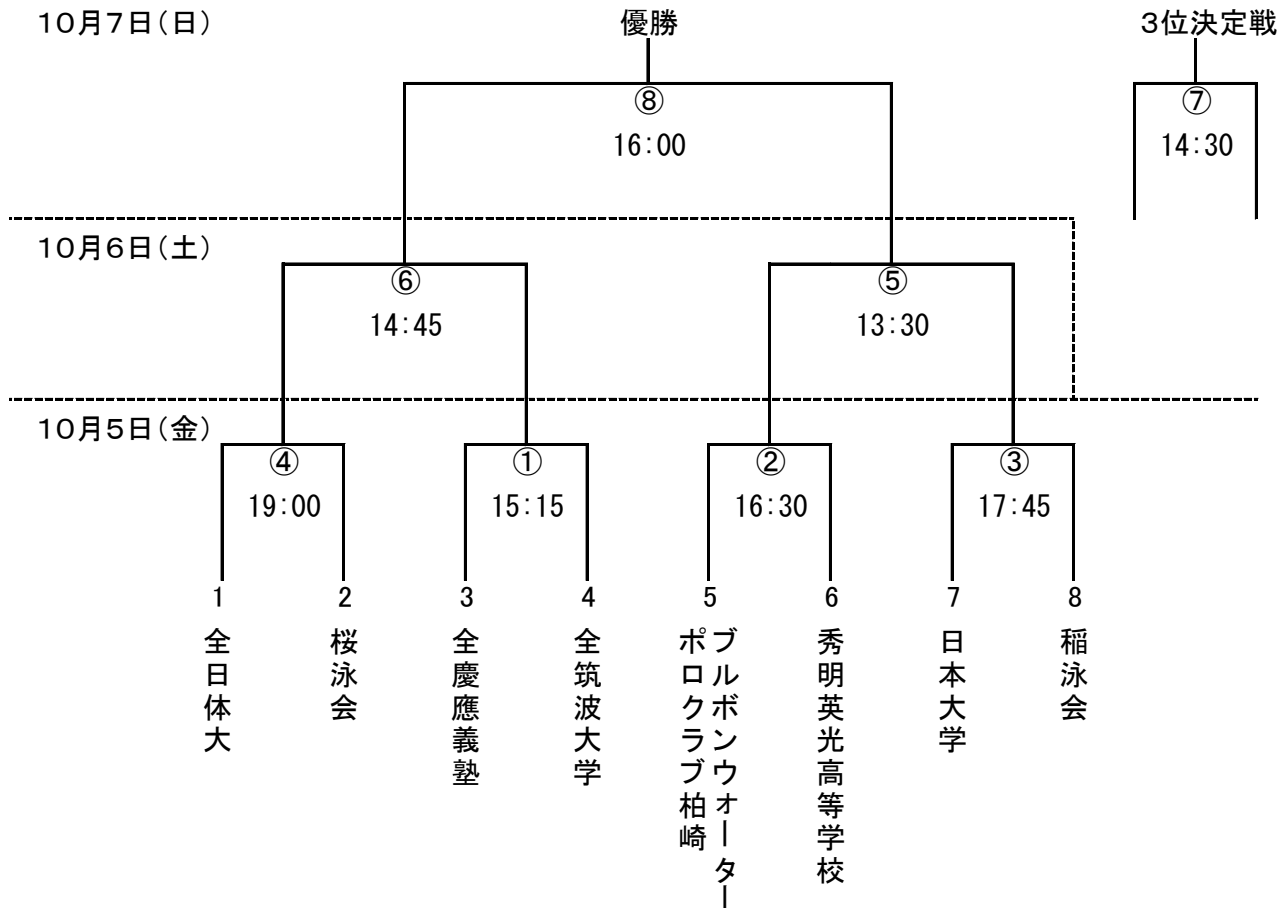 10月7日(日)
優勝
3位決定戦
⑧
16:00
⑦
14:30
10月6日(土)
⑥
14:45
⑤
13:30
10月5日(金)
④
19:00
①
15:15
②
16:30
③
17:45
1
2
3
4
5
6
7
8
全日体大
桜泳会
全慶應義塾
全筑波大学
ブルボンウォーター
ポロクラブ柏崎
秀明英光高等学校
日本大学
稲泳会